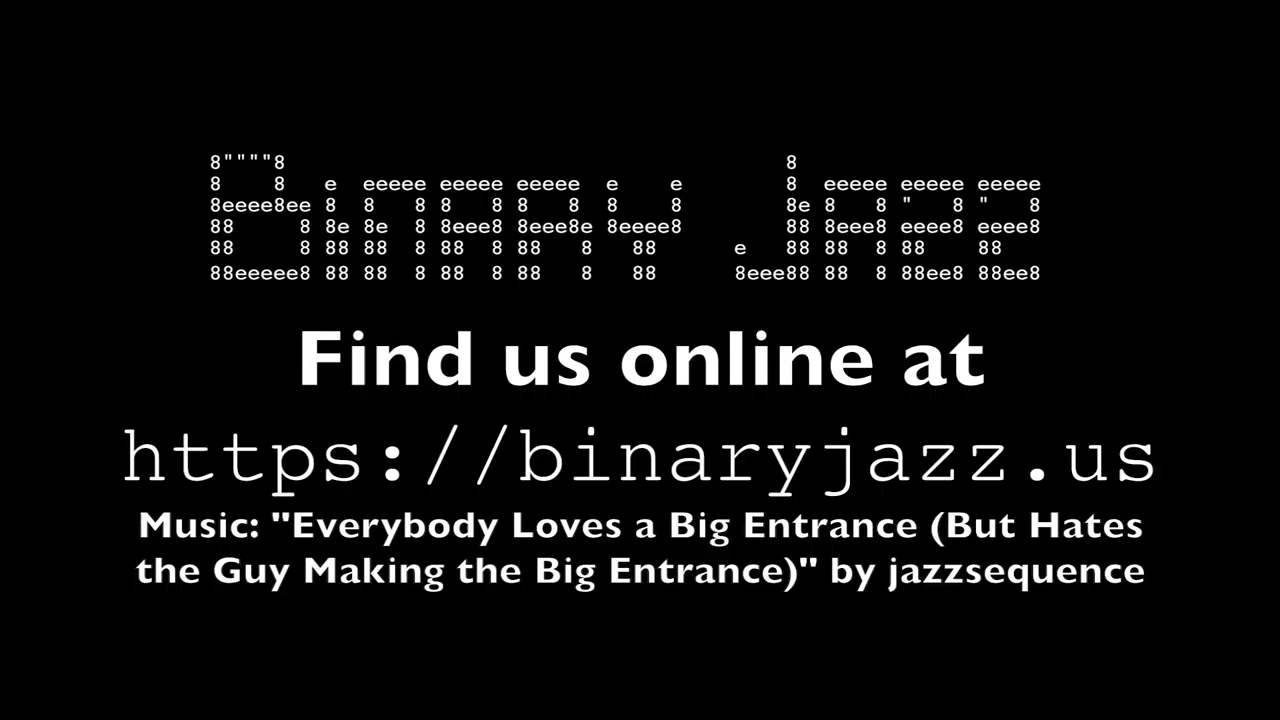 Binary Jazz
Find us online at
https://binaryjazz.us
Music: "Everybody Loves a Big Entrance (But Hates
the Guy Making the Big Entrance)" by jazzsequence